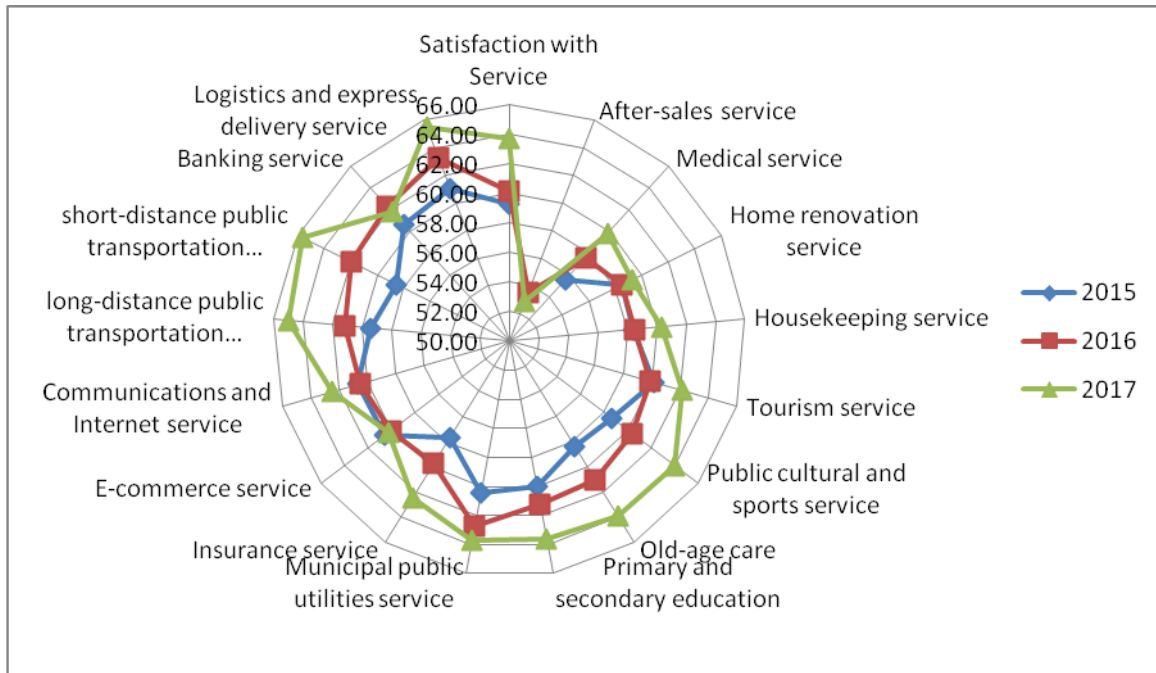 Satisfaction with
Service
After-sales service
Medical service
Home renovation
service
Housekeeping service
Tourism service
Public cultural and
sports service
Old-age care
Primary and
secondary education
Municipal public
utilities service
Insurance service
E-commerce service
Communications and
Internet service
long-distance public
transportation...
short-distance public
transportation...
Banking service
Logistics and express
delivery service
66.00
64.00
62.00
60.00
58.00
56.00
54.00
52.00
50.00
2015
2016
2017